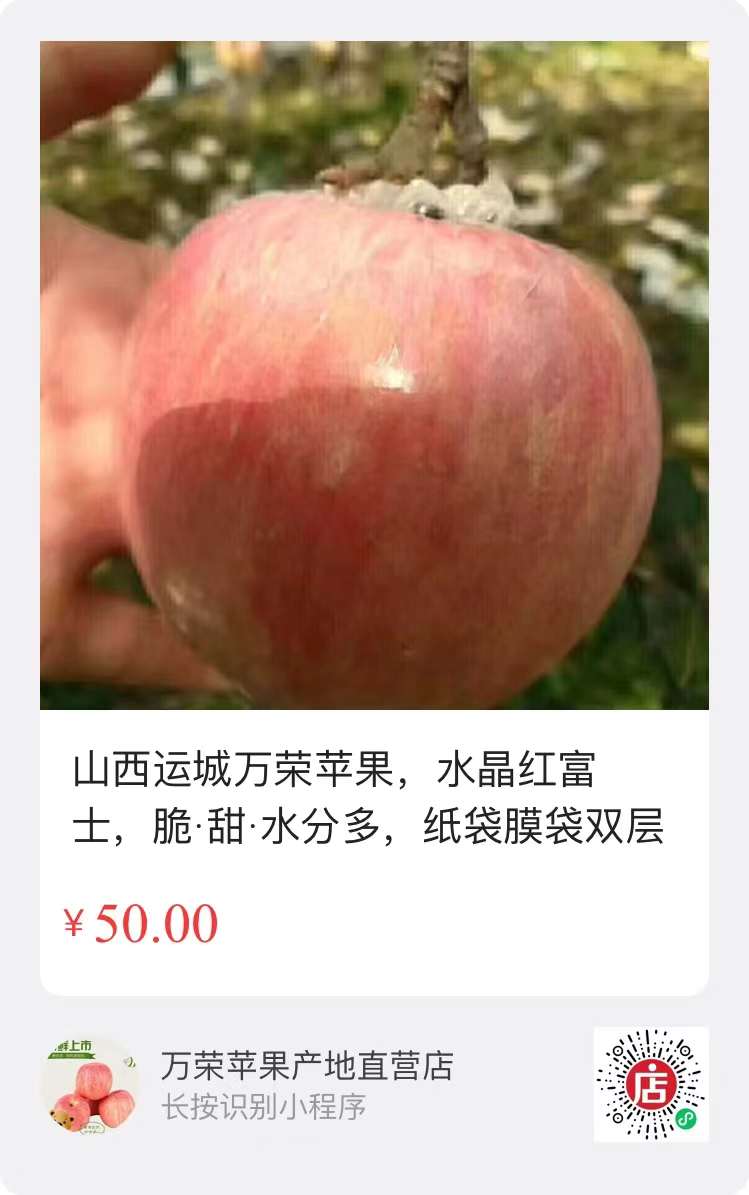 山西运城万荣苹果，水晶红富
士，脆·甜·水分多，纸袋膜袋双层
¥50.00
鲜上市
万荣苹果产地直营店
长按识别小程序
店